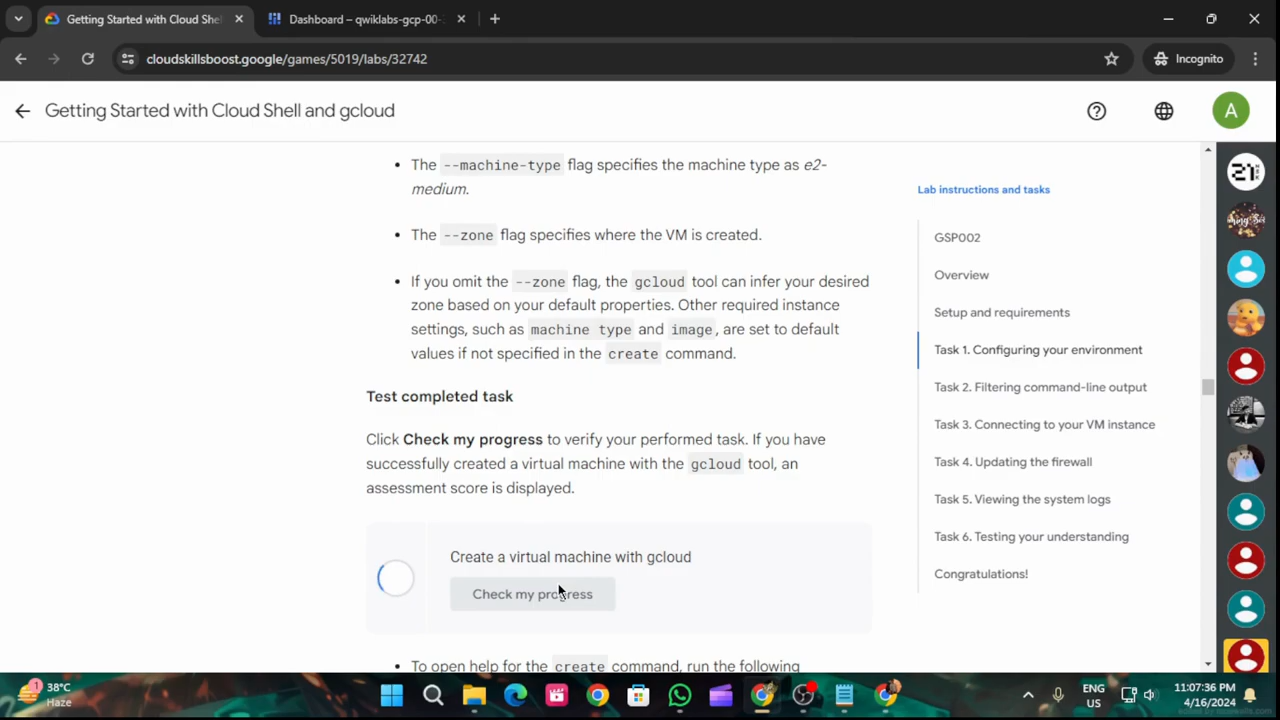 Getting Started with Cloud She
Dashboard – qwiklabs-gcp-00-
cloudskillsboost.google/games/5019/labs/32742
Incognito
Getting Started with Cloud Shell and gcloud
A
The --machine-type flag specifies the machine type as e2-
medium.
The --zone flag specifies where the VM is created.
If you omit the --zone flag, the gcloud tool can infer your desired
zone based on your default properties. Other required instance
settings, such as machine type and image, are set to default
values if not specified in the create command.
Test completed task
Click Check my progress to verify your performed task. If you have
successfully created a virtual machine with the gcloud tool, an
assessment score is displayed.
Create a virtual machine with gcloud
Check my progress
To open help for the create command, run the following
Lab instructions and tasks
GSP002
Overview
Setup and requirements
Task 1. Configuring your environment
Task 2. Filtering command-line output
Task 3. Connecting to your VM instance
Task 4. Updating the firewall
Task 5. Viewing the system logs
Task 6. Testing your understanding
Congratulations!
1
38°C
Haze
ENG
US
11:07:36 PM
4/16/2024